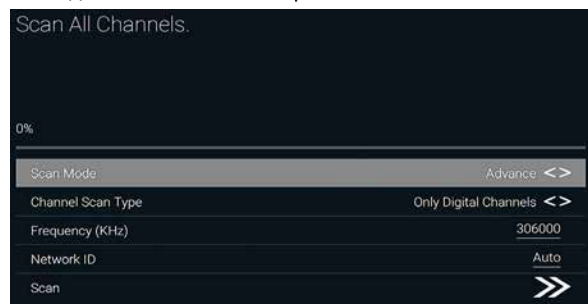 Scan All Channels.
0%
Scan Mode Advance <>
Channel Scan Type Only Digital Channels <>
Frequency (KHz) 306000
Network ID Auto
Scan